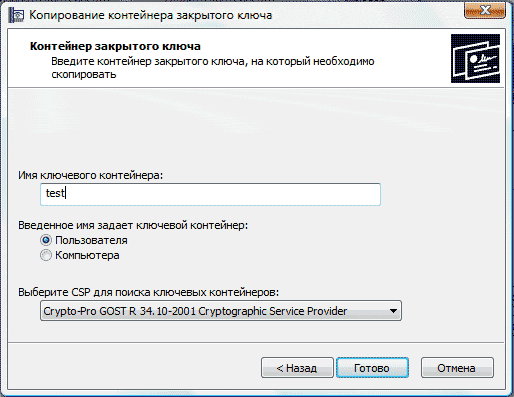 Копирование контейнера закрытого ключа
Контейнер закрытого ключа
Введите контейнер закрытого ключа, на который необходимо
скопировать
Имя ключевого контейнера:
test
Введенное имя задает ключевой контейнер:
Пользователя
Компьютера
Выберите CSP для поиска ключевых контейнеров:
Crypto-Pro GOST R 34.10-2001 Cryptographic Service Provider
< Назад
Готово
Отмена